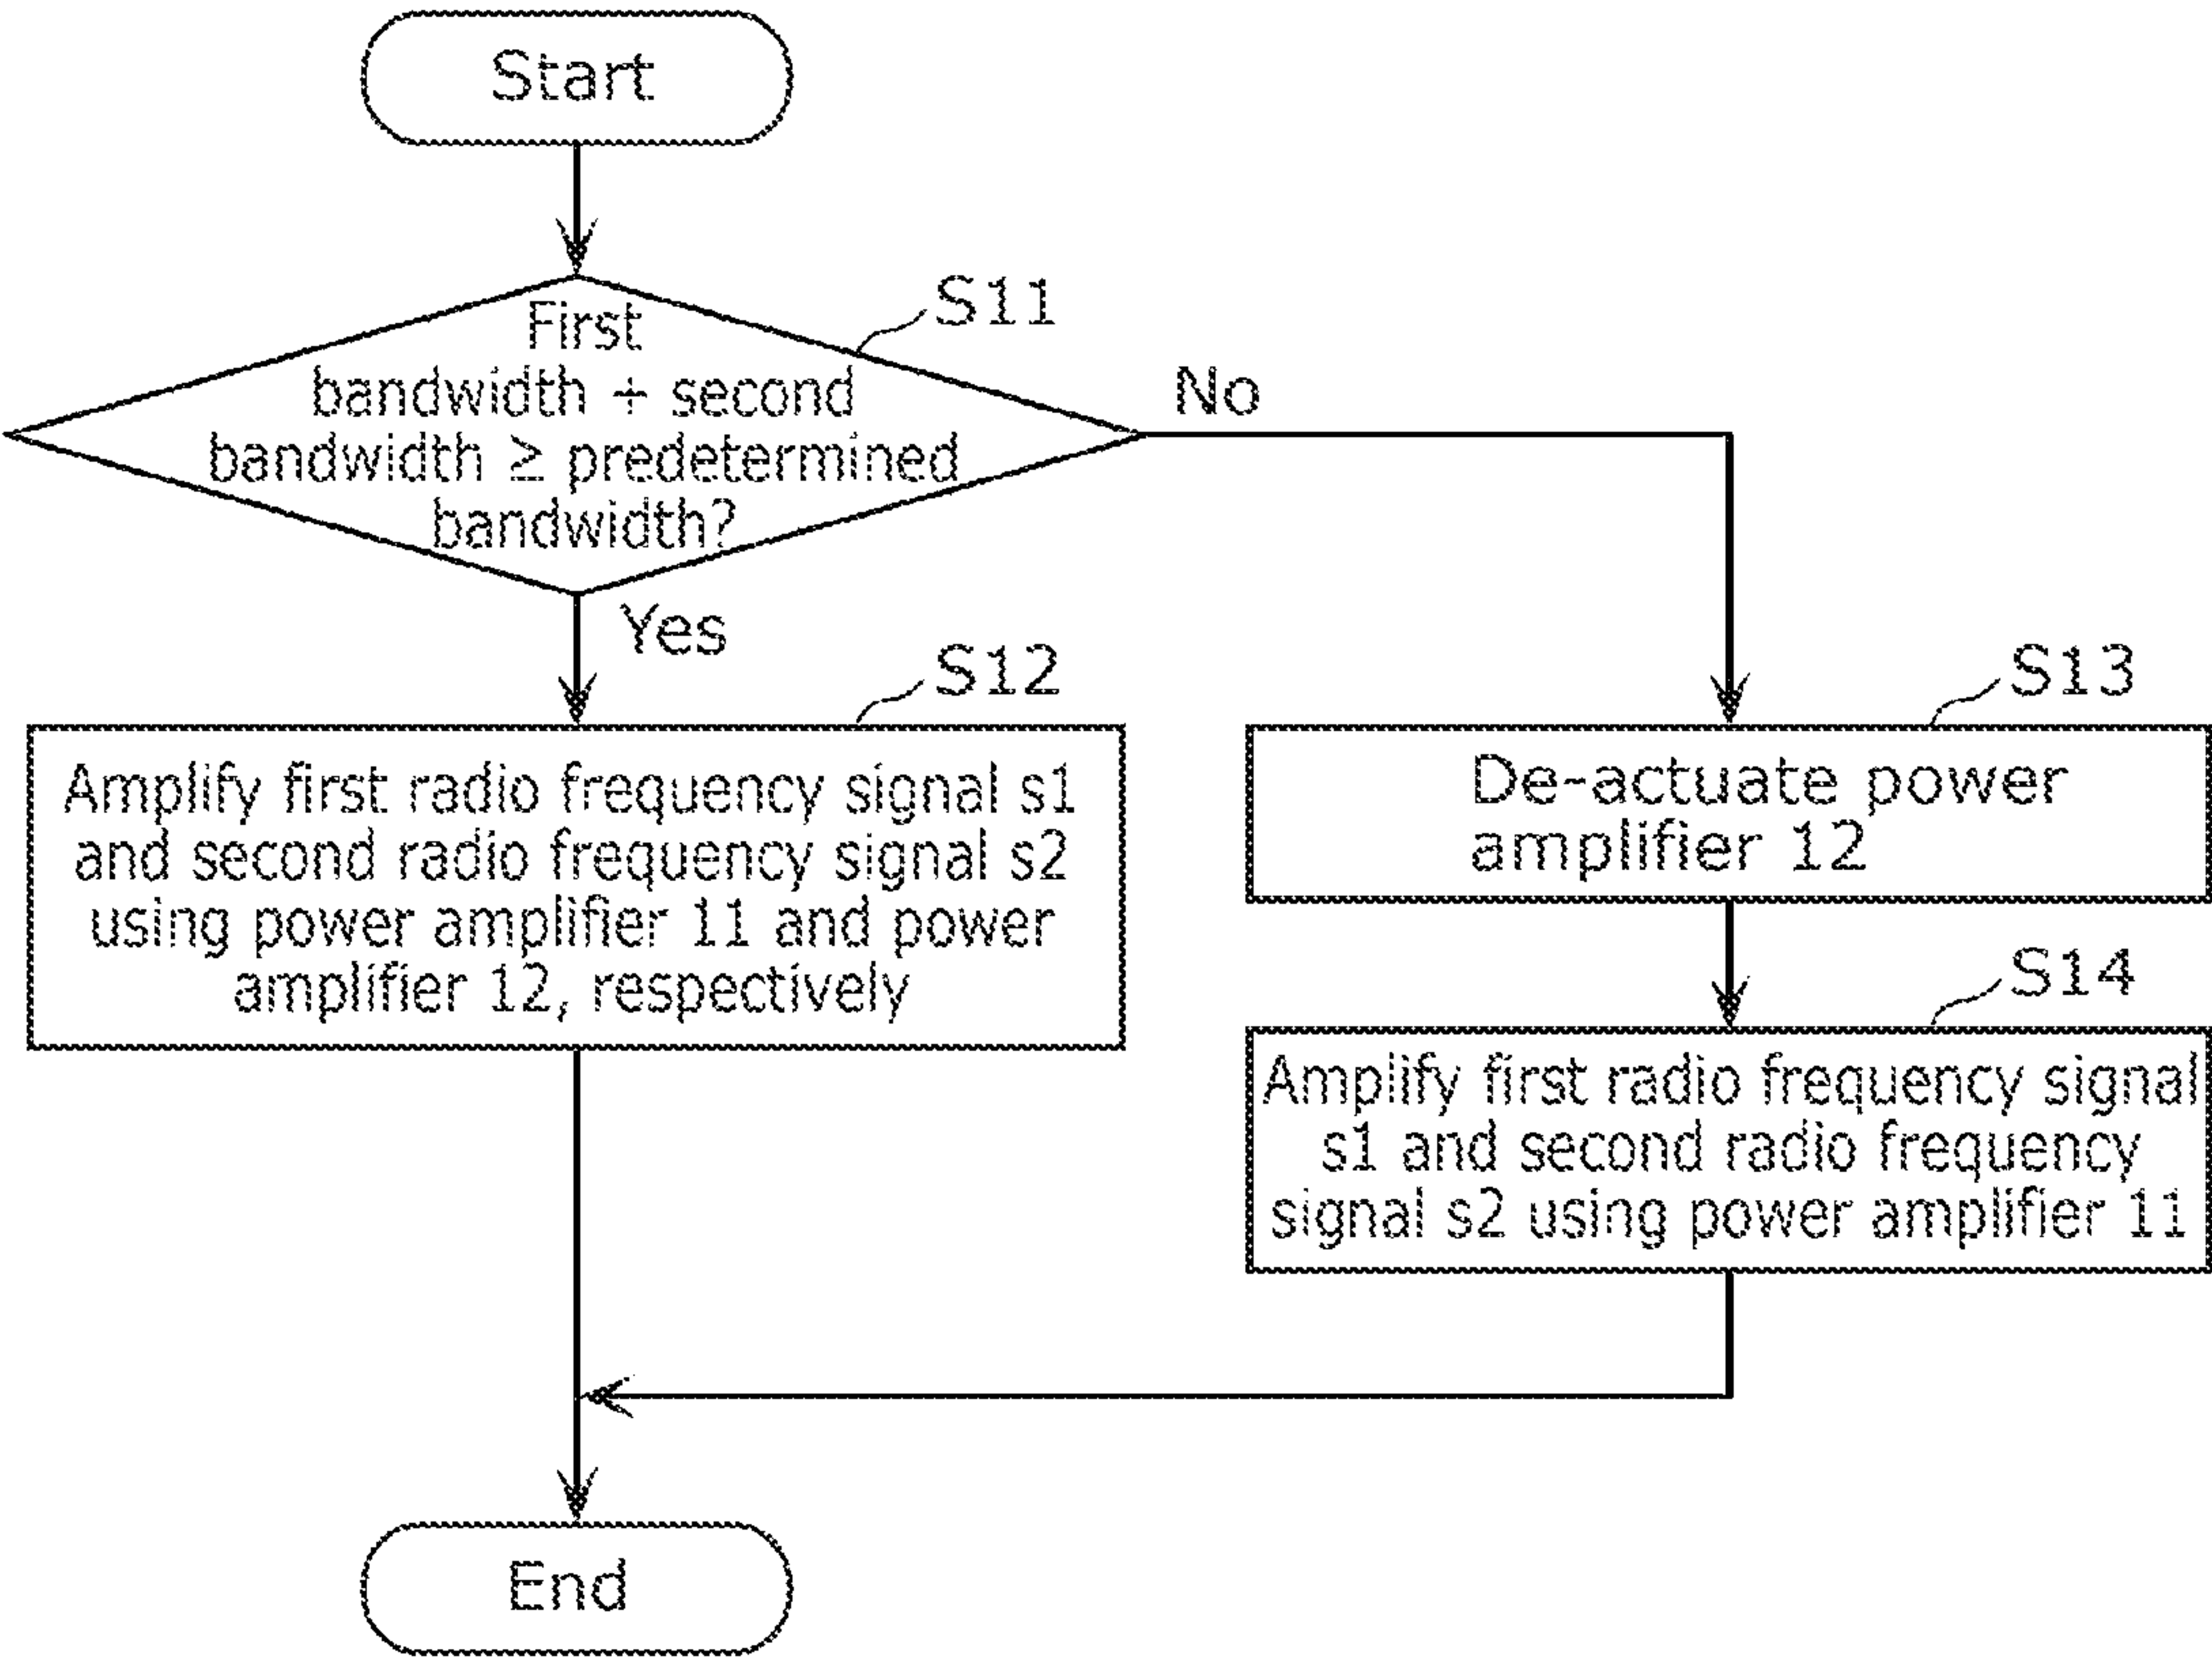 Start
S11
First
bandwidth + second
bandwidth ≥ predetermined
bandwidth?
No
Yes
S12
Amplify first radio frequency signal s1
and second radio frequency signal s2
using power amplifier 11 and power
amplifier 12, respectively
S13
De-actuate power
amplifier 12
S14
Amplify first radio frequency signal
s1 and second radio frequency
signal s2 using power amplifier 11
End